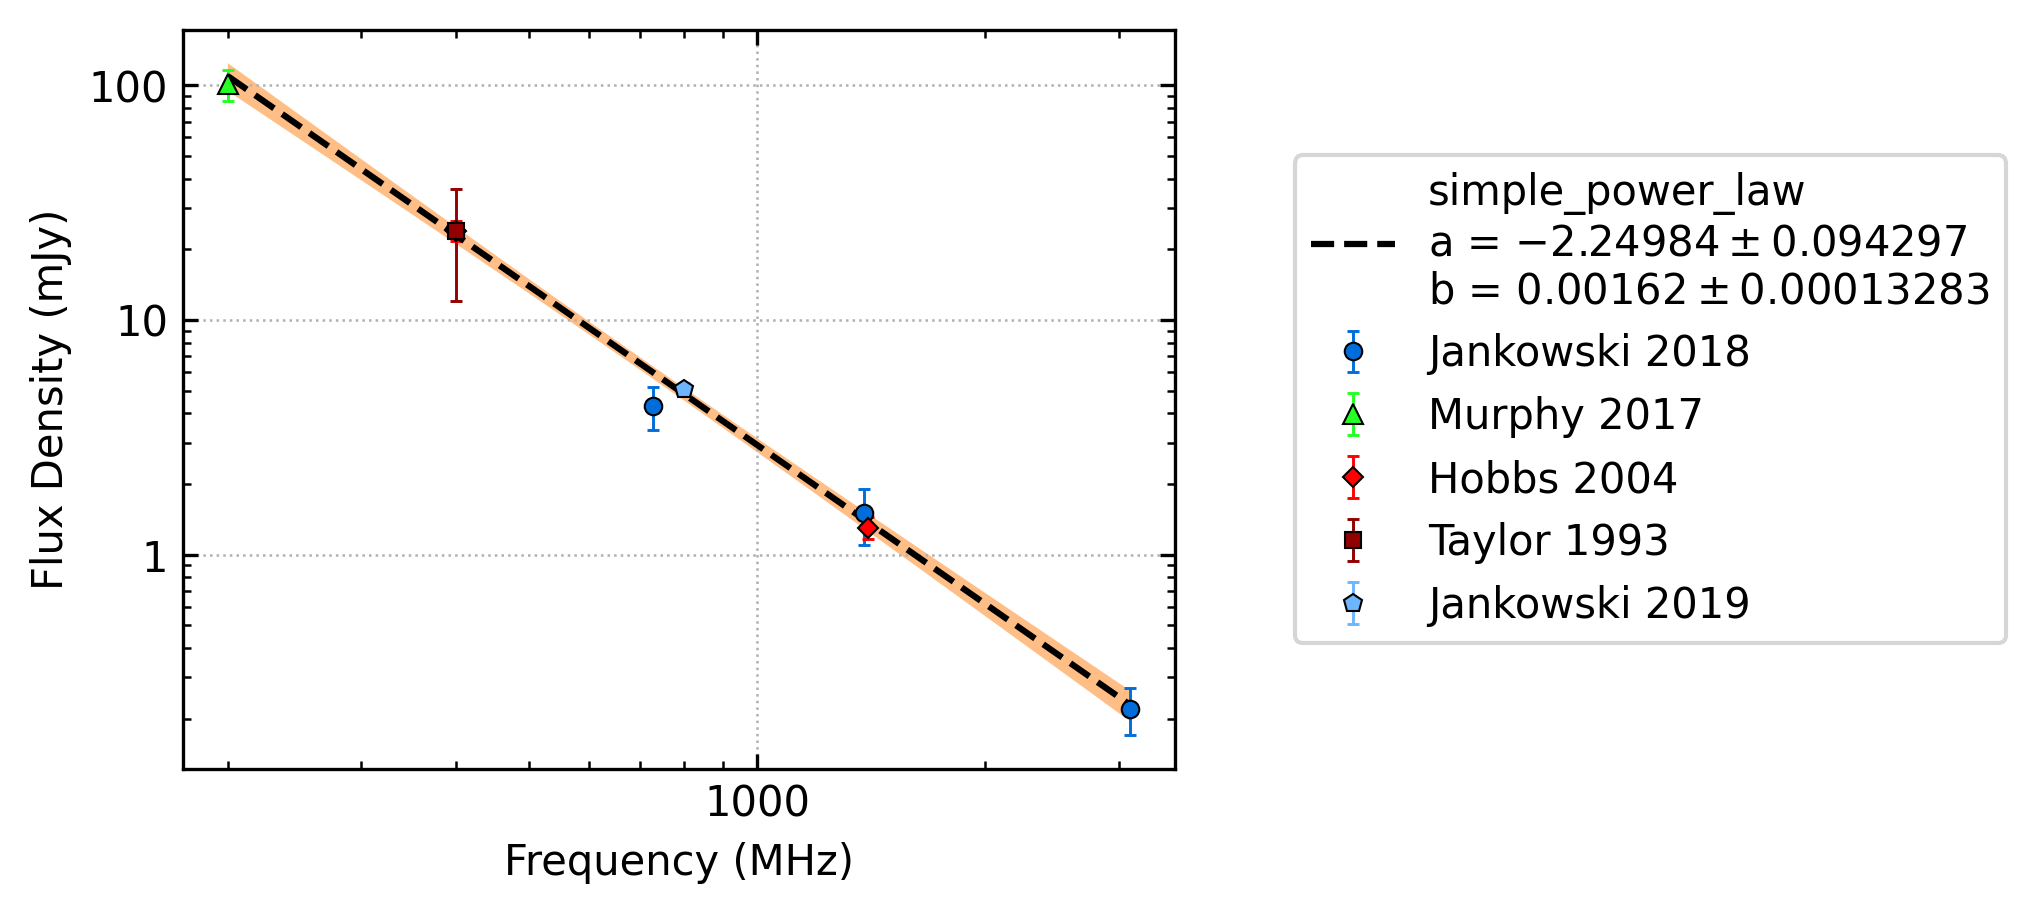 100
10
1
Flux Density (mJy)
1000
Frequency (MHz)
simple_power_law
a = −2.24984 ± 0.094297
b = 0.00162 ± 0.00013283
Jankowski 2018
Murphy 2017
Hobbs 2004
Taylor 1993
Jankowski 2019